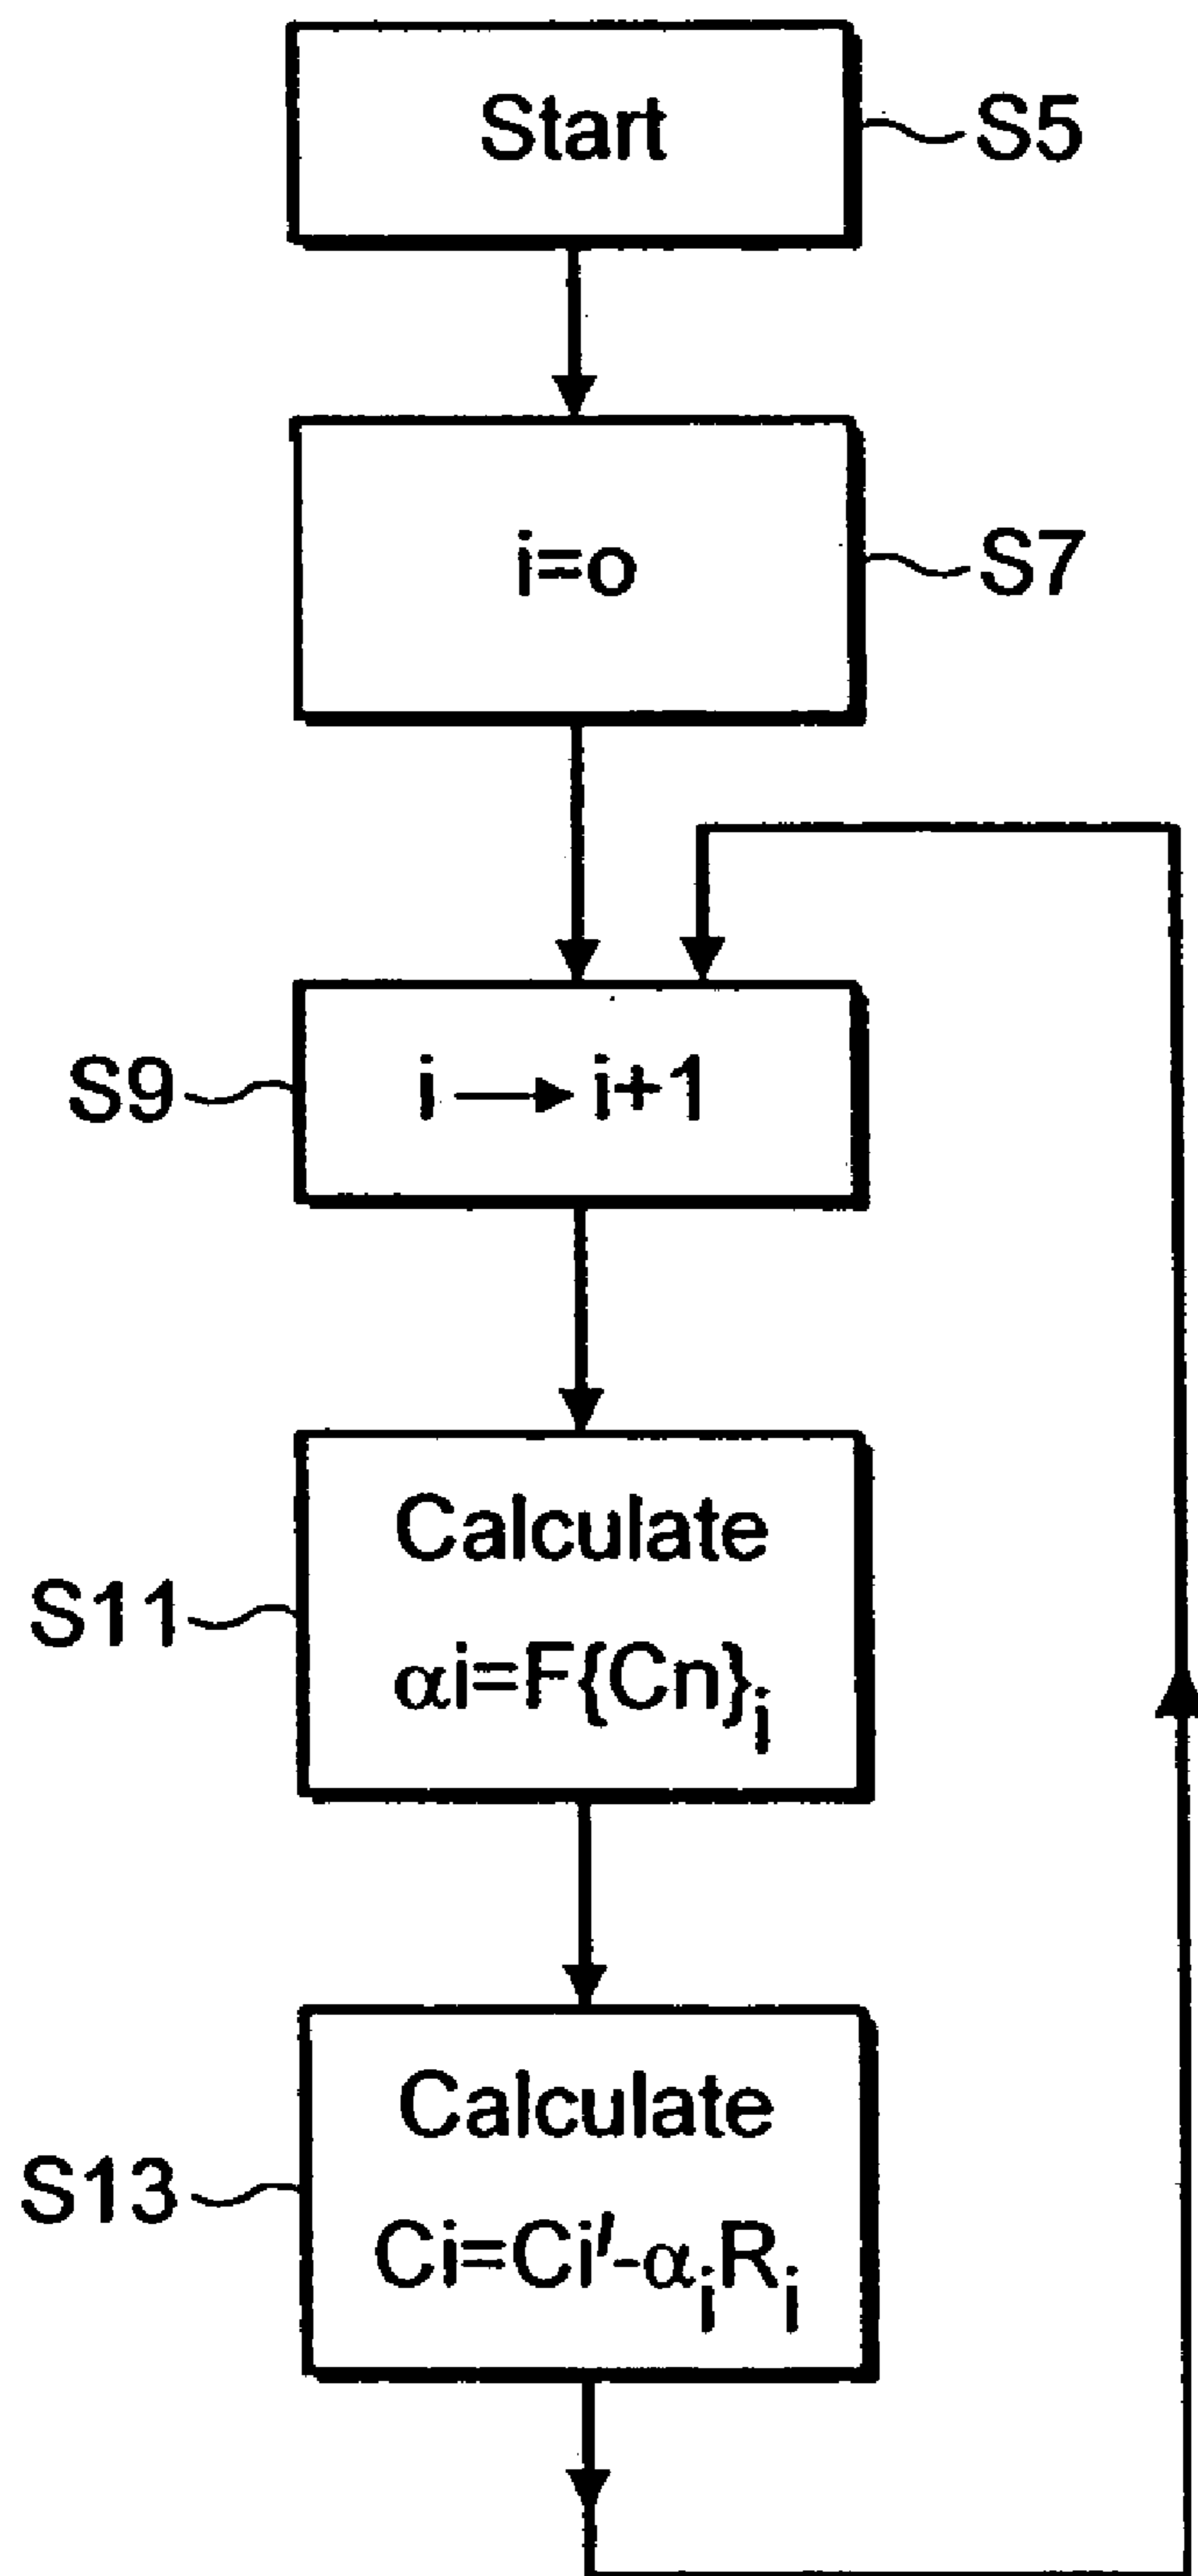 Start
S5
i=o
S7
S9
i → i+1
Calculate
S11
αi=F{Cn}i
Calculate
S13
Ci=Ci'-αiRi